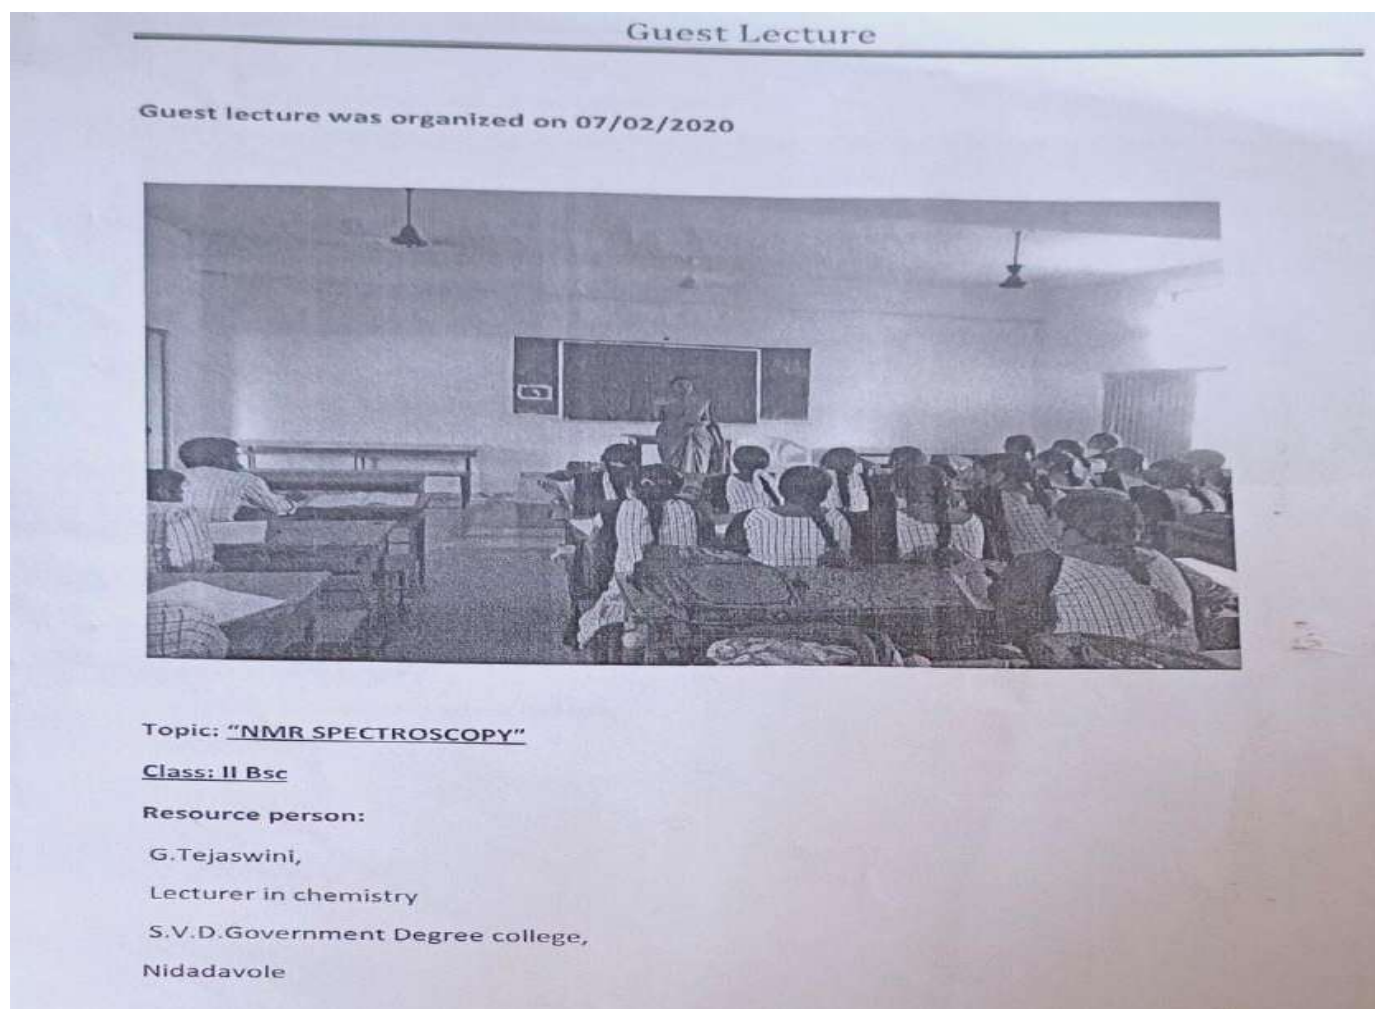 Guest Lecture
Guest lecture was organized on 07/02/2020
Topic: “NMR SPECTROSCOPY”
Class: II Bsc
Resource person:
G.Tejaswini,
Lecturer in chemistry
S.V.D.Government Degree college,
Nidadavole